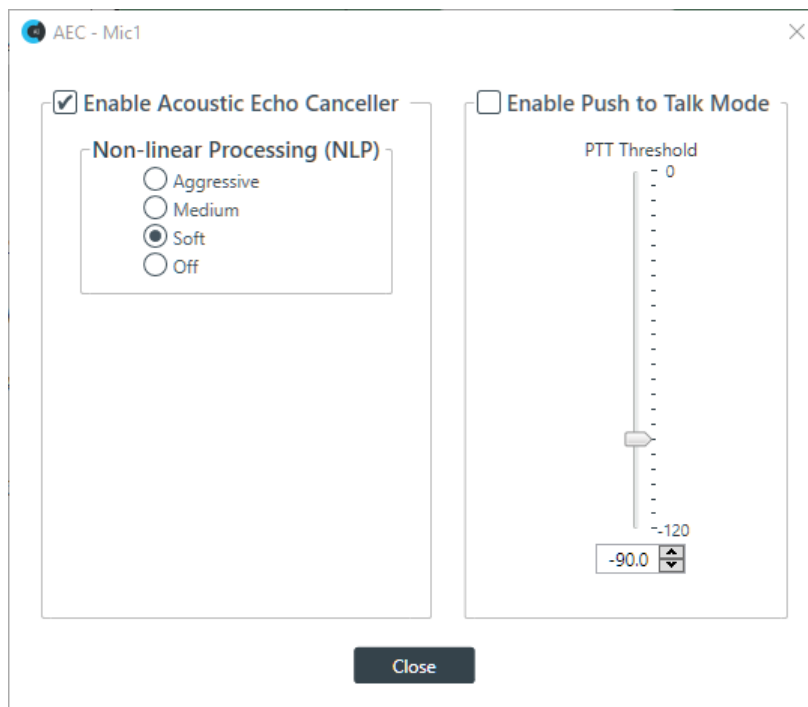 AEC - Mic1
Enable Acoustic Echo Canceller
Non-linear Processing (NLP)
Aggressive
Medium
Soft
Off
Enable Push to Talk Mode
PTT Threshold
0
-120
-90.0
Close